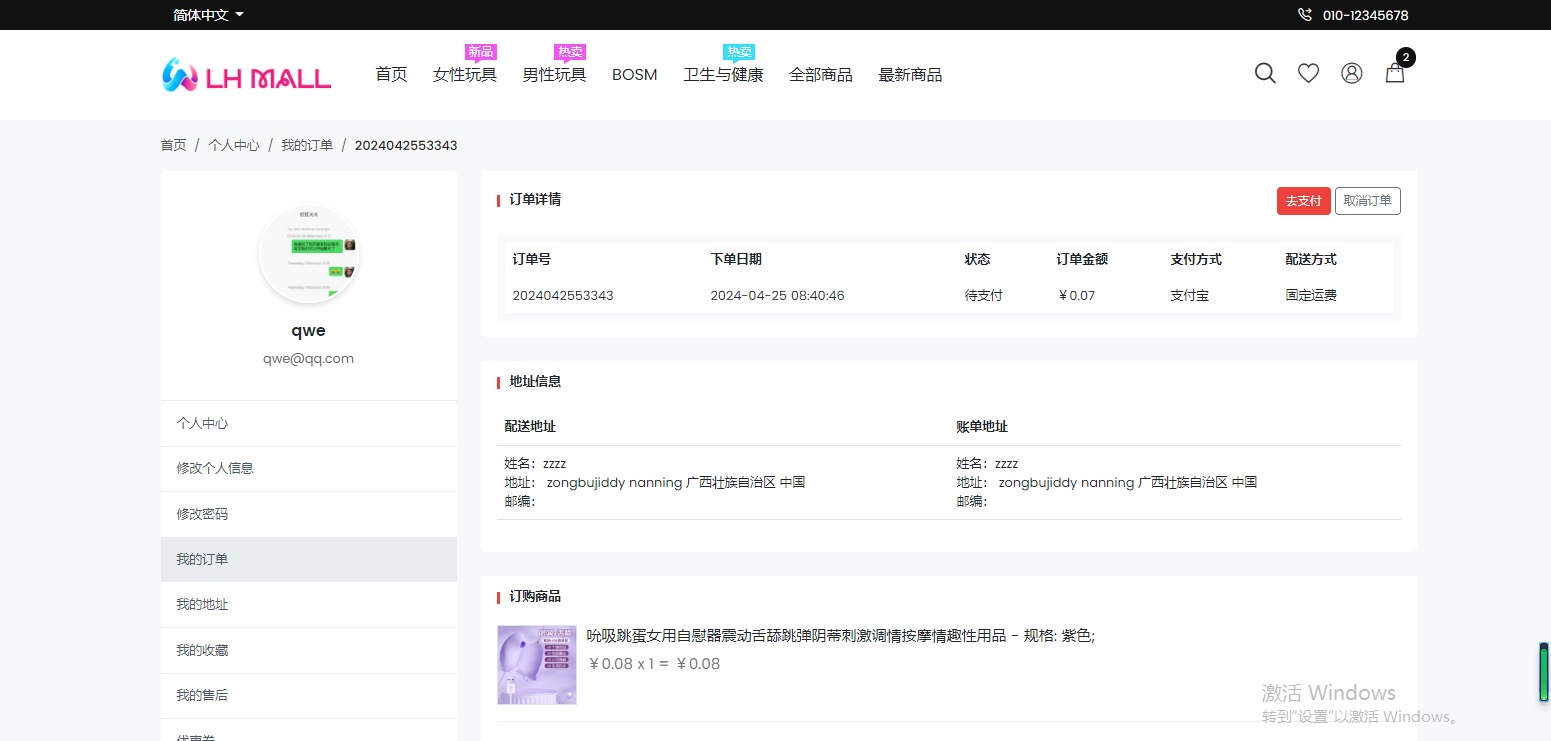 简体中文
010-12345678
LH MALL
首页
新品
女性玩具
热卖
男性玩具
BOSM
热卖
卫生与健康
全部商品
最新商品
2
首页 / 个人中心 / 我的订单 / 2024042553343
qwe
qwe@qq.com
个人中心
修改个人信息
修改密码
我的订单
我的地址
我的收藏
我的售后
优惠券
订单详情
去支付
取消订单
订单号 下单日期 状态 订单金额 支付方式 配送方式
2024042553343 2024-04-25 08:40:46 待支付 ￥0.07 支付宝 固定运费
地址信息
配送地址
姓名：zzzz
地址： zongbujiddy nanning 广西壮族自治区 中国
邮编：
账单地址
姓名：zzzz
地址： zongbujiddy nanning 广西壮族自治区 中国
邮编：
订购商品
吮吸跳蛋女用自慰器震动舌舔跳弹阴蒂刺激调情按摩情趣性用品 - 规格: 紫色;
￥0.08 x 1 = ￥0.08
激活 Windows
转到“设置”以激活 Windows。